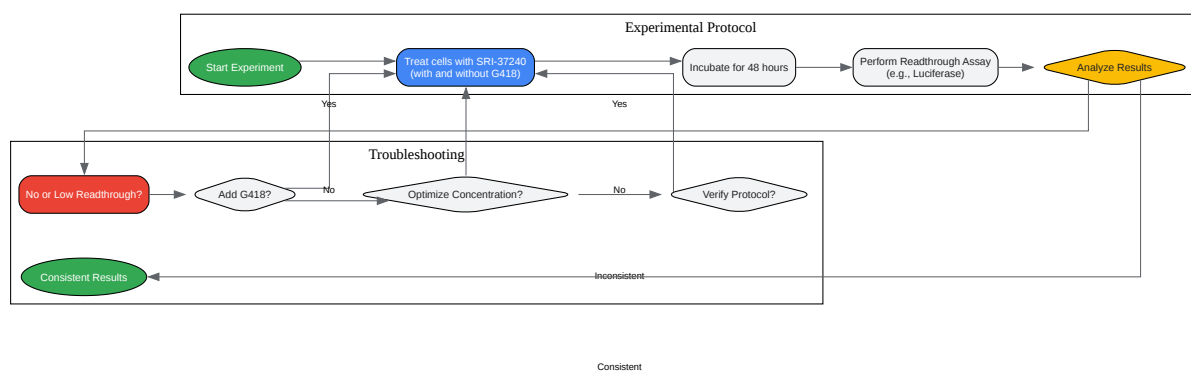 Experimental Protocol
Start Experiment
Treat cells with SRI-37240
(with and without G418)
Incubate for 48 hours
Perform Readthrough Assay
(e.g., Luciferase)
Analyze Results
Yes
Yes
Troubleshooting
No or Low Readthrough?
Add G418?
No
Optimize Concentration?
No
Verify Protocol?
Consistent Results
Inconsistent
Consistent